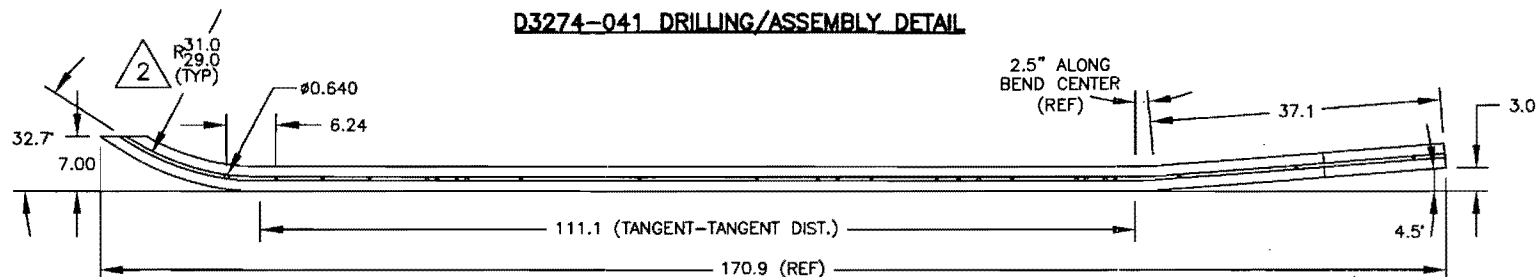 D3274-041 DRILLING/ASSEMBLY DETAIL
2
R31.0
29.0
(TYP)
ø0.640
6.24
32.7°
7.00
2.5" ALONG
BEND CENTER
(REF)
37.1
3.0
111.1 (TANGENT-TANGENT DIST.)
4.5°
170.9 (REF)